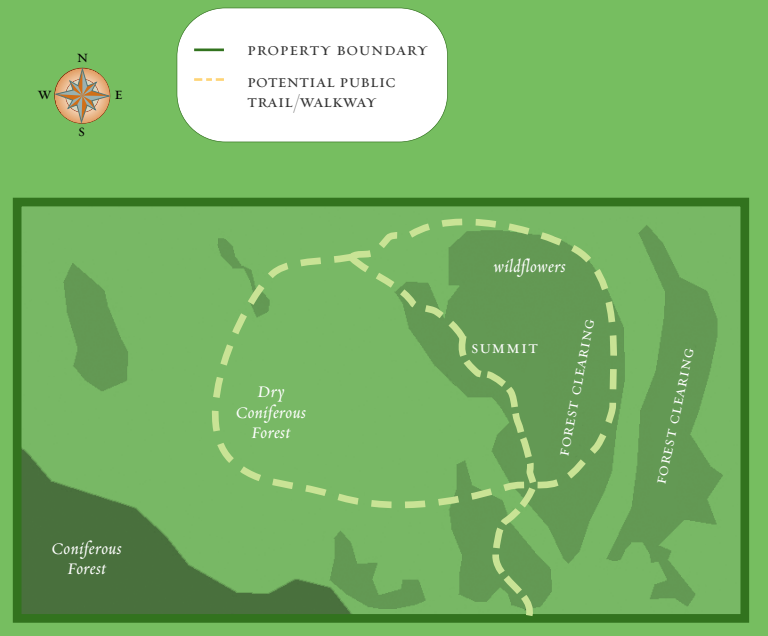 N
W E
S
PROPERTY BOUNDARY
POTENTIAL PUBLIC
TRAIL/WALKWAY
wildflowers
SUMMIT
FOREST CLEARING
FOREST CLEARING
Dry
Coniferous
Forest
Coniferous
Forest